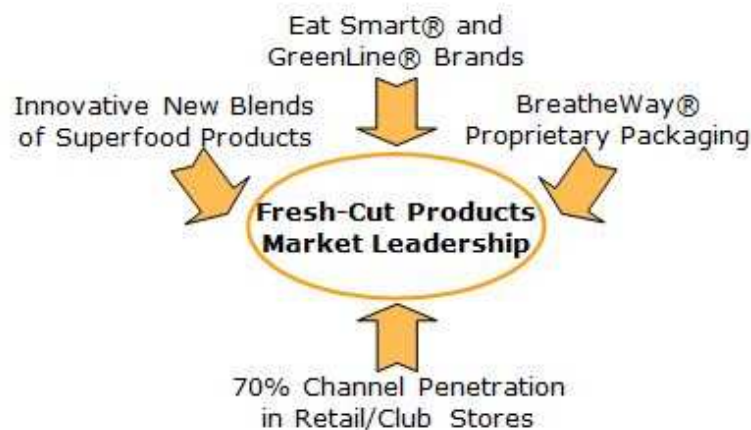 Eat Smart® and
GreenLine® Brands
Innovative New Blends
of Superfood Products
BreatheWay®
Proprietary Packaging
Fresh-Cut Products
Market Leadership
70% Channel Penetration
in Retail/Club Stores